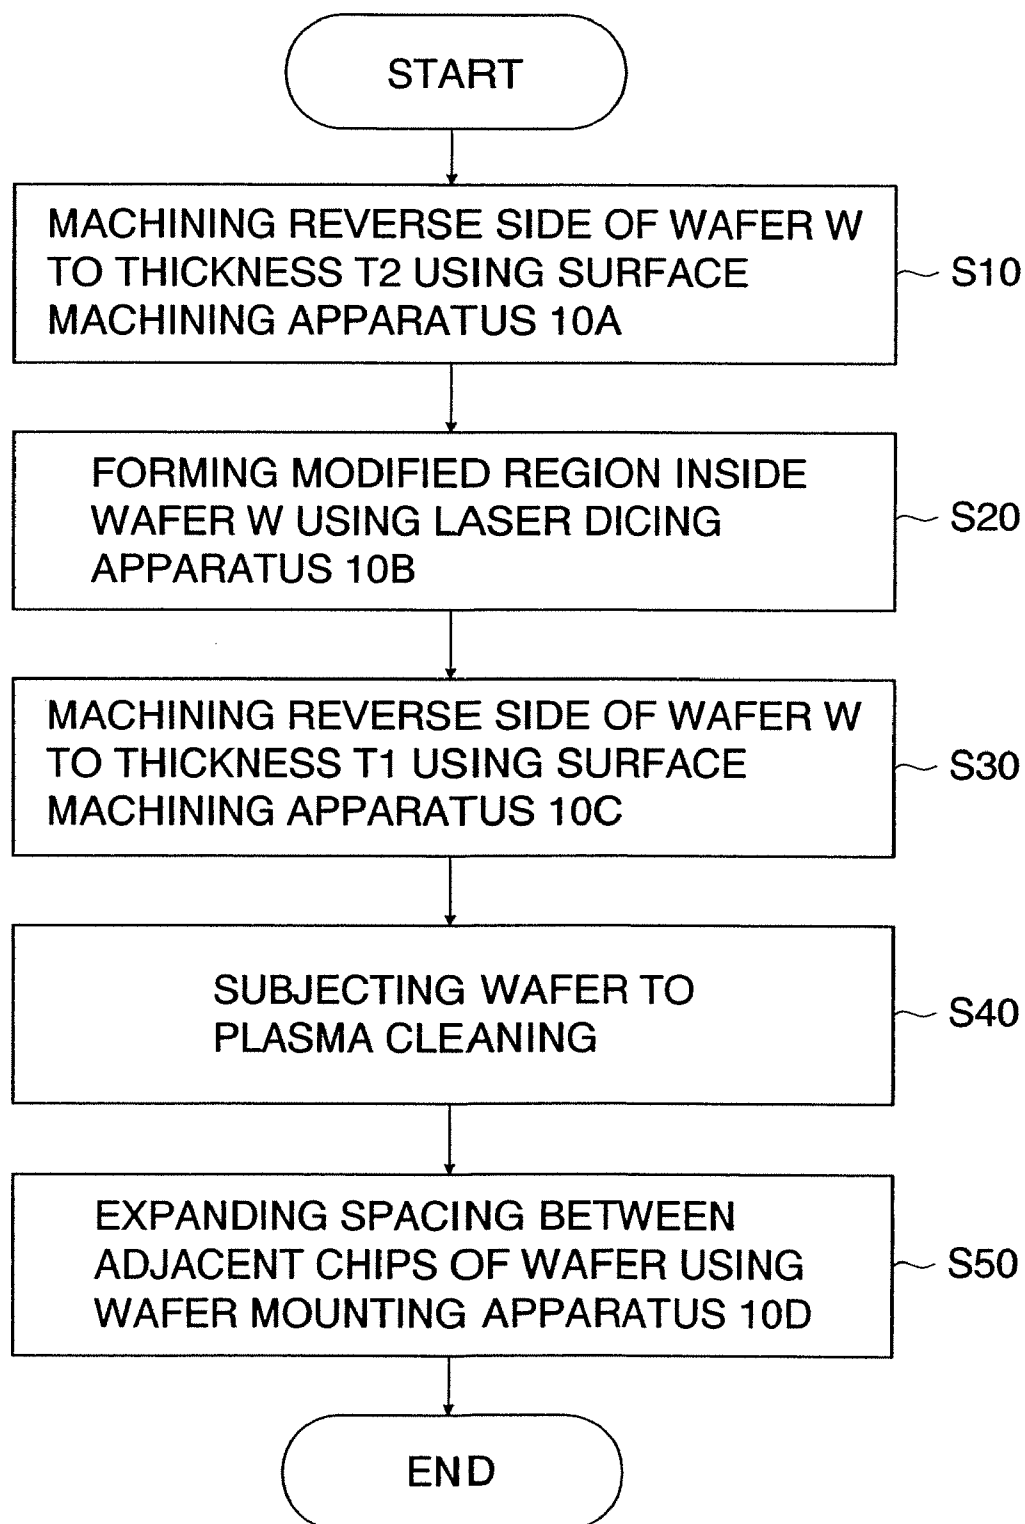 START
MACHINING REVERSE SIDE OF WAFER W
TO THICKNESS T2 USING SURFACE
MACHINING APPARATUS 10A
S10
FORMING MODIFIED REGION INSIDE
WAFER W USING LASER DICING
APPARATUS 10B
S20
MACHINING REVERSE SIDE OF WAFER W
TO THICKNESS T1 USING SURFACE
MACHINING APPARATUS 10C
S30
SUBJECTING WAFER TO
PLASMA CLEANING
S40
EXPANDING SPACING BETWEEN
ADJACENT CHIPS OF WAFER USING
WAFER MOUNTING APPARATUS 10D
S50
END